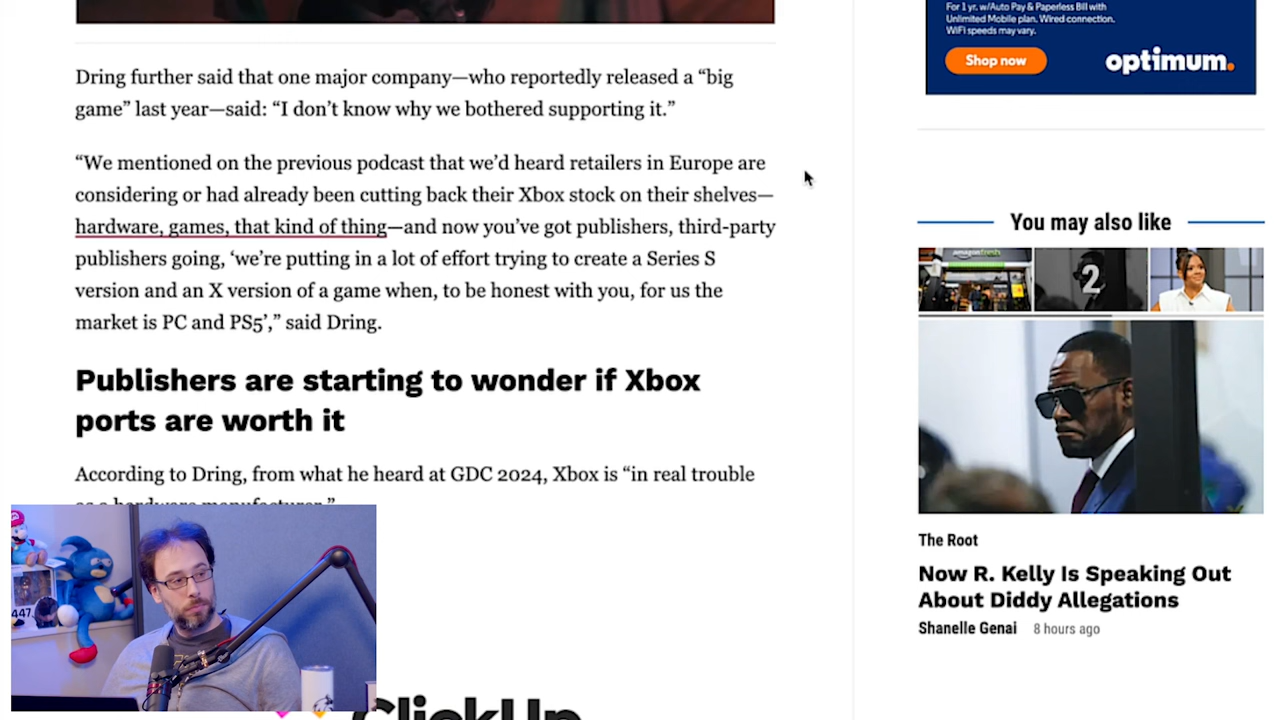 Dring further said that one major company—who reportedly released a “big
game” last year—said: “I don’t know why we bothered supporting it.”
“We mentioned on the previous podcast that we’d heard retailers in Europe are
considering or had already been cutting back their Xbox stock on their shelves—
hardware, games, that kind of thing—and now you’ve got publishers, third-party
publishers going, ‘we’re putting in a lot of effort trying to create a Series S
version and an X version of a game when, to be honest with you, for us the
market is PC and PS5’,” said Dring.
Publishers are starting to wonder if Xbox
ports are worth it
According to Dring, from what he heard at GDC 2024, Xbox is “in real trouble
as a hardware manufacturer.”
447
ClickUp
For 1 yr. w/Auto Pay & Paperless Bill with
Unlimited Mobile plan. Wired connection.
WiFi speeds may vary.
Shop now
optimum.
You may also like
amazon fresh
2
The Root
Now R. Kelly Is Speaking Out
About Diddy Allegations
Shanelle Genai 8 hours ago